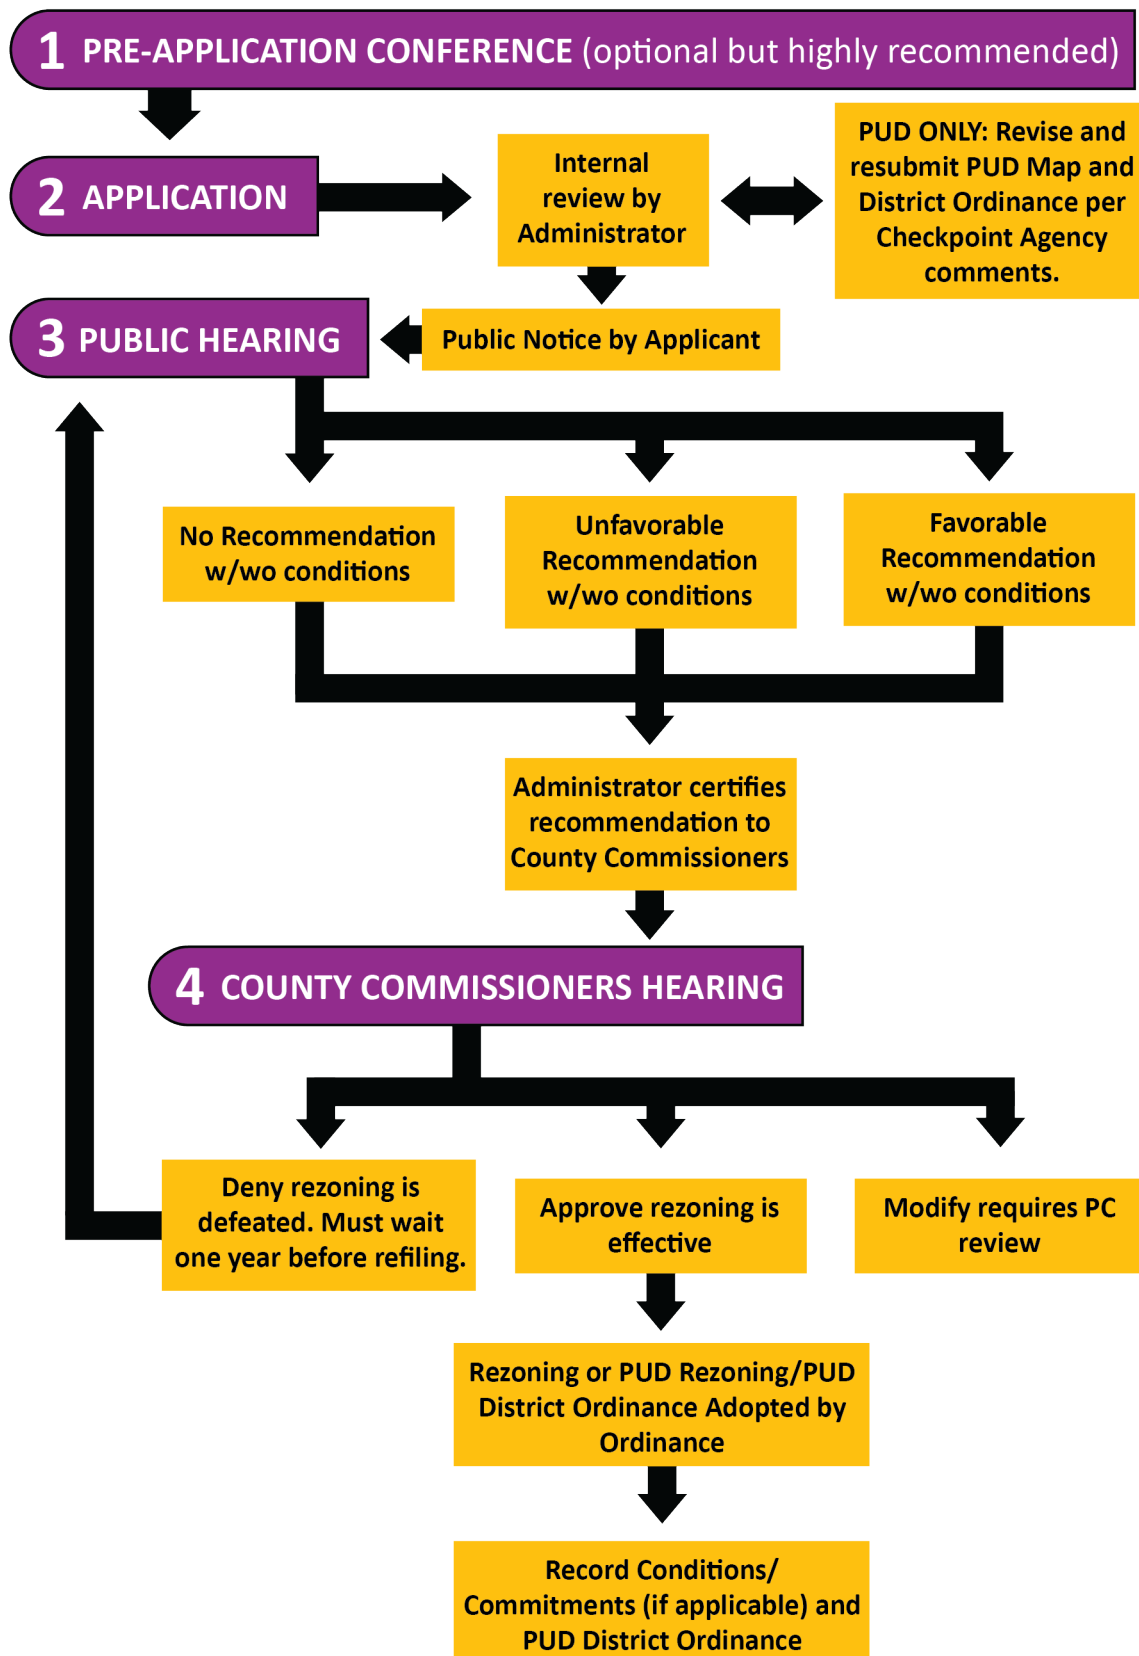 1 PRE-APPLICATION CONFERENCE (optional but highly recommended)
2 APPLICATION
Internal
review by
Administrator
PUD ONLY: Revise and
resubmit PUD Map and
District Ordinance per
Checkpoint Agency
comments.
3 PUBLIC HEARING
Public Notice by Applicant
No Recommendation
w/wo conditions
Unfavorable
Recommendation
w/wo conditions
Favorable
Recommendation
w/wo conditions
Administrator certifies
recommendation to
County Commissioners
4 COUNTY COMMISSIONERS HEARING
Deny rezoning is
defeated. Must wait
one year before refiling.
Approve rezoning is
effective
Modify requires PC
review
Rezoning or PUD Rezoning/PUD
District Ordinance Adopted by
Ordinance
Record Conditions/
Commitments (if applicable) and
PUD District Ordinance